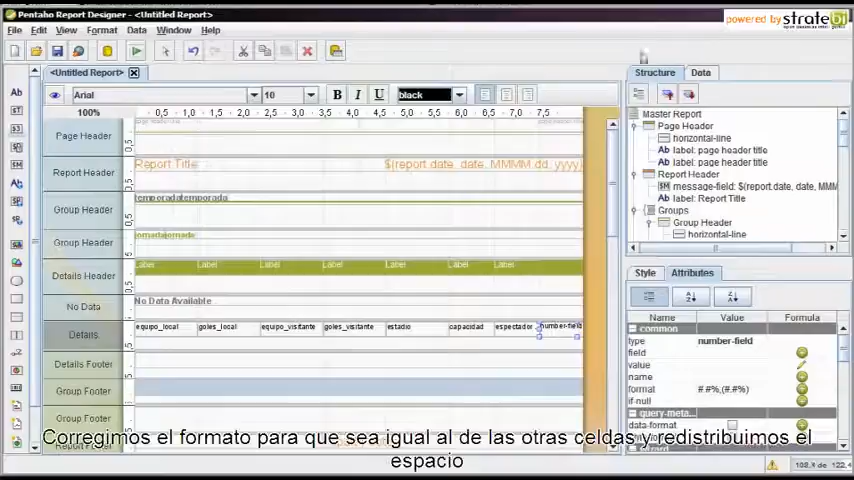 Pentaho Report Designer - <Untitled Report>
powered by stratebi
File Edit View Format Data Window Help
<Untitled Report>
Structure Data
Arial 10 B I U black
100% 0,5 1,0 1,5 2,0 2,5 3,0 3,5 4,0 4,5 5,0 5,5 6,0 6,5 7,0 7,5
Master Report
Page Header
Page Header
horizontal-line
label: page header title
label: page header title
Report Header
Report Title
$(report.date, date, MMMM dd, yyyy)
Report Header
message-field: $(report.date, date, MMM
label: Report Title
Group Header
temporadatemporada
Groups
Group Header
horizontal-line
Group Header
jornadajornada
Details Header
Label Label Label Label Label Label Label
Style Attributes
No Data
No Data Available
Name Value Formula
common
Details
equipo_local goles_local equipo_visitante goles_visitante estadio capacidad espectador number-field
type number-field
field
value
name
format #.#%,(#.#%)
if-null
query-meta...
data-format
Details Footer
Group Footer
Group Footer
Corregimos el formato para que sea igual al de las otras celdas y redistribuimos el
espacio